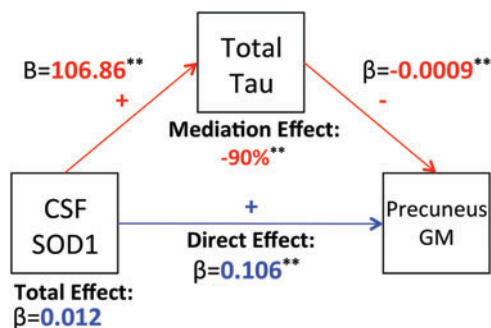 Total
Tau
B=106.86**
+
β=-0.0009**
-
Mediation Effect:
-90%**
CSF
SOD1
+
Direct Effect:
β=0.106**
Precuneus
GM
Total Effect:
β=0.012